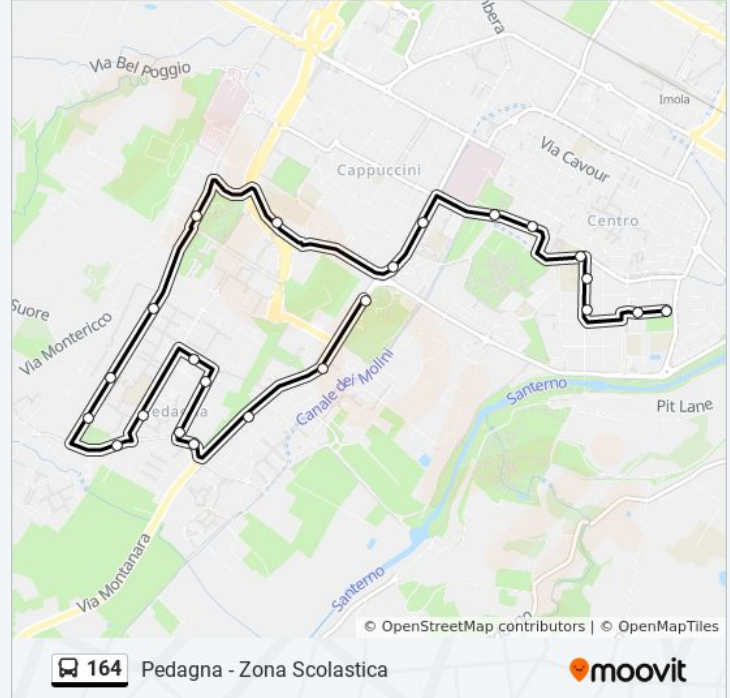 bera
Via Bel Poggio
Imola
Via Cavour
Cappuccini
Centro
Suore
Via Montericco
Canale dei Molini
Santerno
Pit Lane
Pedagna
Via Montanara
Santerno
© OpenStreetMap contributors | © OpenMapTiles
164 Pedagna - Zona Scolastica
moovit